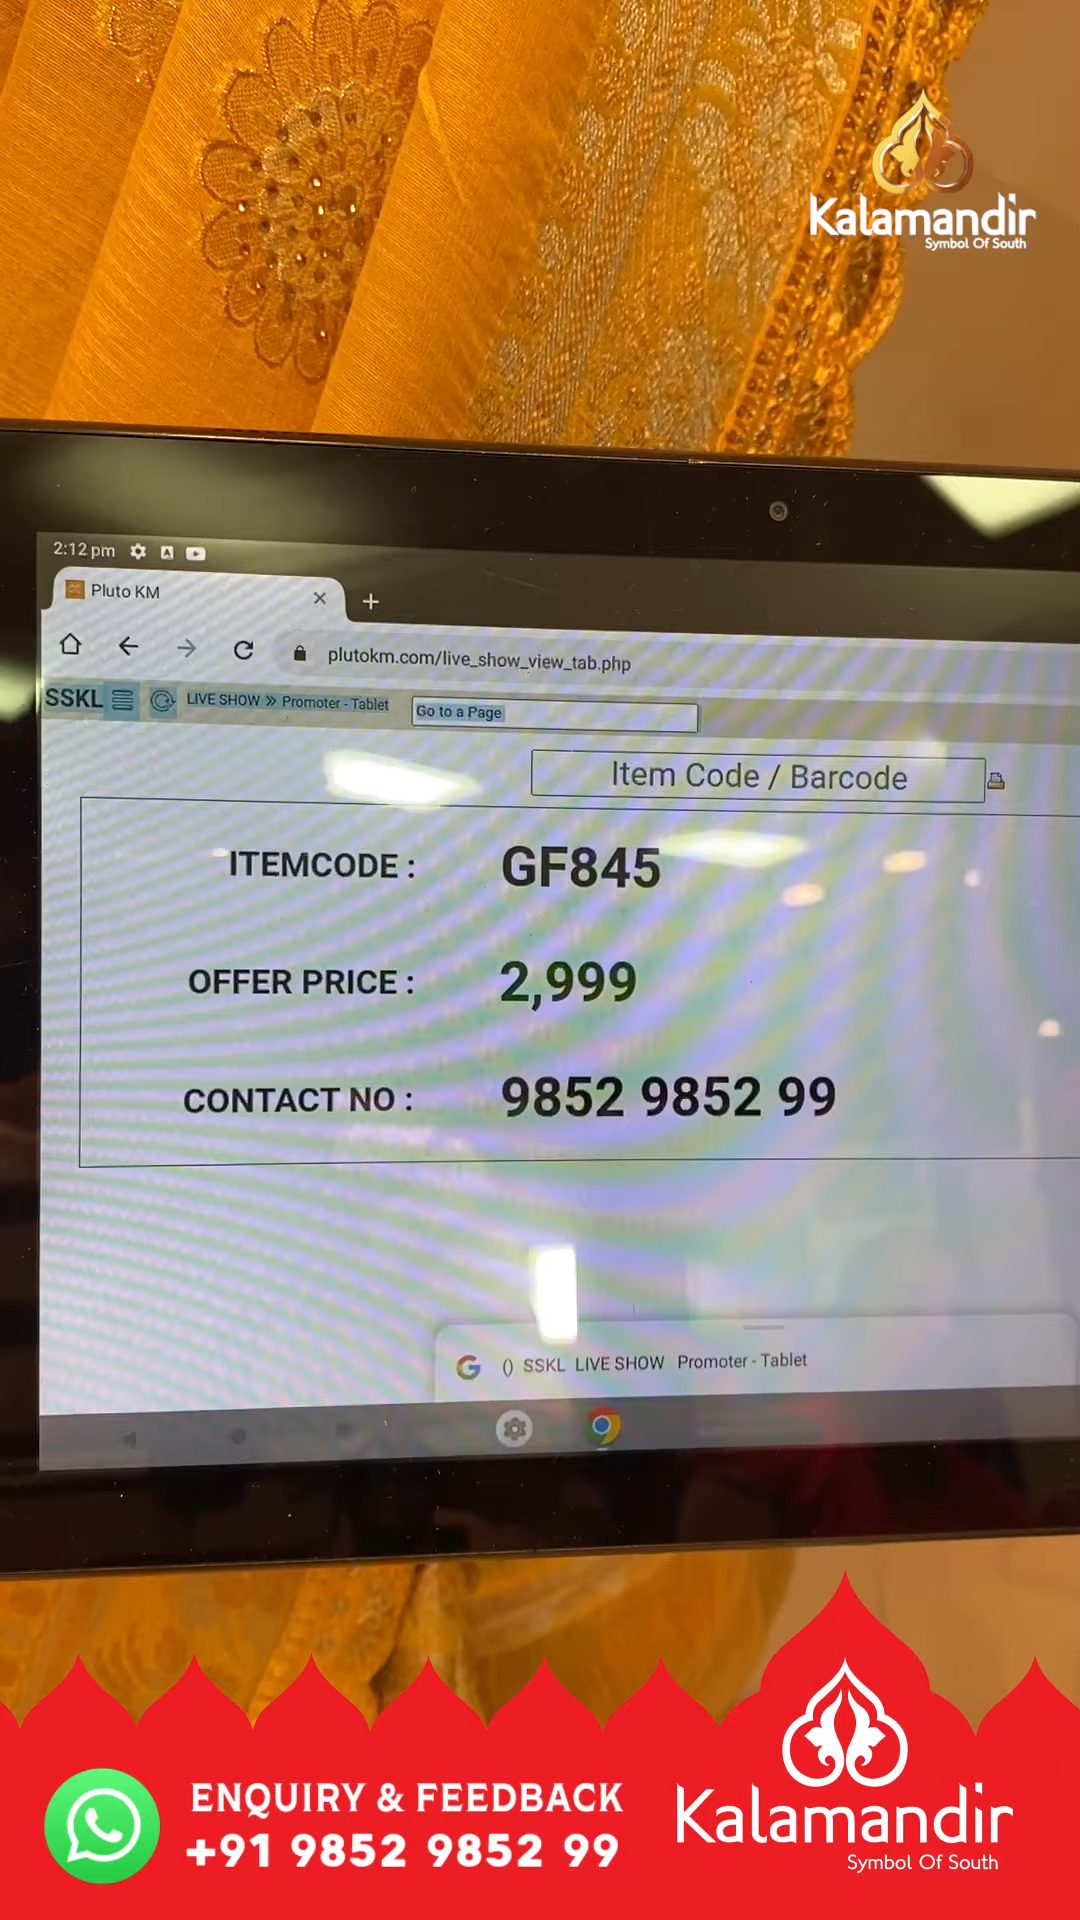 Kalamandir
Symbol Of South
2:12 pm
Pluto KM
plutokm.com/live_show_view_tab.php
SSKL LIVE SHOW >> Promoter - Tablet Go to a Page
Item Code / Barcode
ITEMCODE : GF845
OFFER PRICE : 2,999
CONTACT NO : 9852 9852 99
() SSKL LIVE SHOW Promoter - Tablet
ENQUIRY & FEEDBACK
+91 9852 9852 99
Kalamandir
Symbol Of South